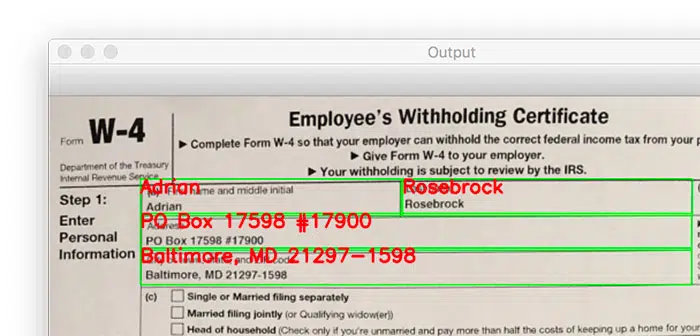 Output
Employee's Withholding Certificate
Form W-4
▶ Complete Form W-4 so that your employer can withhold the correct federal income tax from your
▶ Give Form W-4 to your employer.
Department of the Treasury
Internal Revenue Service
▶ Your withholding is subject to review by the IRS.
Adrian
Rosebrock
Step 1:
name and middle initial
Adrian
Rosebrock
Enter
Personal
Information
PO Box 17598 #17900
Address
PO Box 17598 #17900
Baltimore, MD 21297-1598
Baltimore, MD 21297-1598
(c) Single or Married filing separately
Married filing jointly (or Qualifying widow(er))
Head of household (Check only if you're unmarried and pay more than half the costs of keeping up a home for your